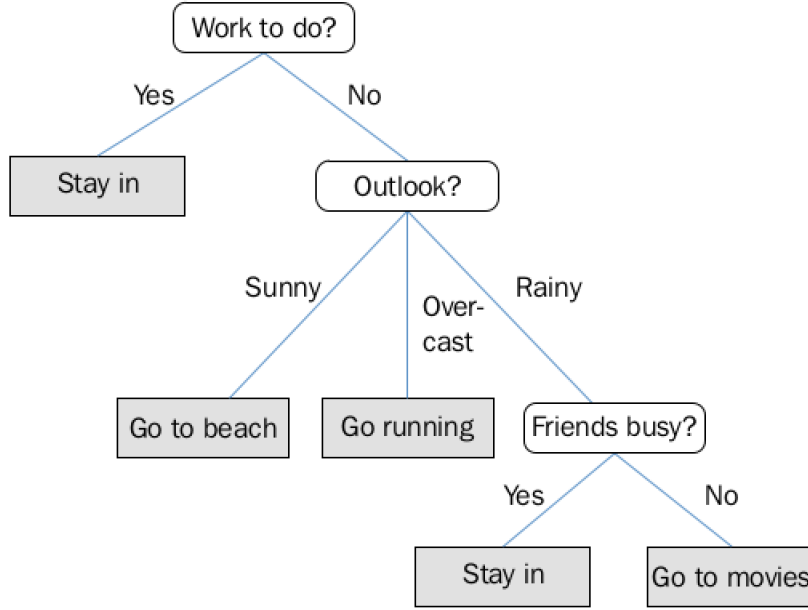 Work to do?
Yes
No
Stay in
Outlook?
Sunny
Over-
cast
Rainy
Go to beach
Go running
Friends busy?
Yes
No
Stay in
Go to movies